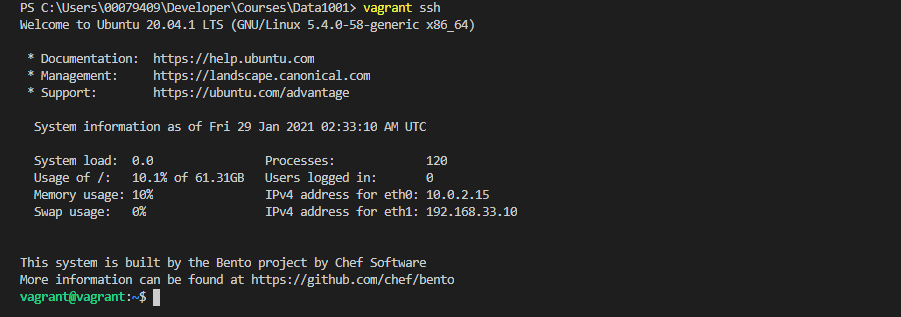 PS C:\Users\00079409\Developer\Courses\Data1001> vagrant ssh
Welcome to Ubuntu 20.04.1 LTS (GNU/Linux 5.4.0-58-generic x86_64)
* Documentation:  https://help.ubuntu.com
* Management:     https://landscape.canonical.com
* Support:        https://ubuntu.com/advantage
System information as of Fri 29 Jan 2021 02:33:10 AM UTC
System load:  0.0                Processes:             120
Usage of /:   10.1% of 61.31GB   Users logged in:       0
Memory usage: 10%                IPv4 address for eth0: 10.0.2.15
Swap usage:   0%                 IPv4 address for eth1: 192.168.33.10
This system is built by the Bento project by Chef Software
More information can be found at https://github.com/chef/bento
vagrant@vagrant:~$